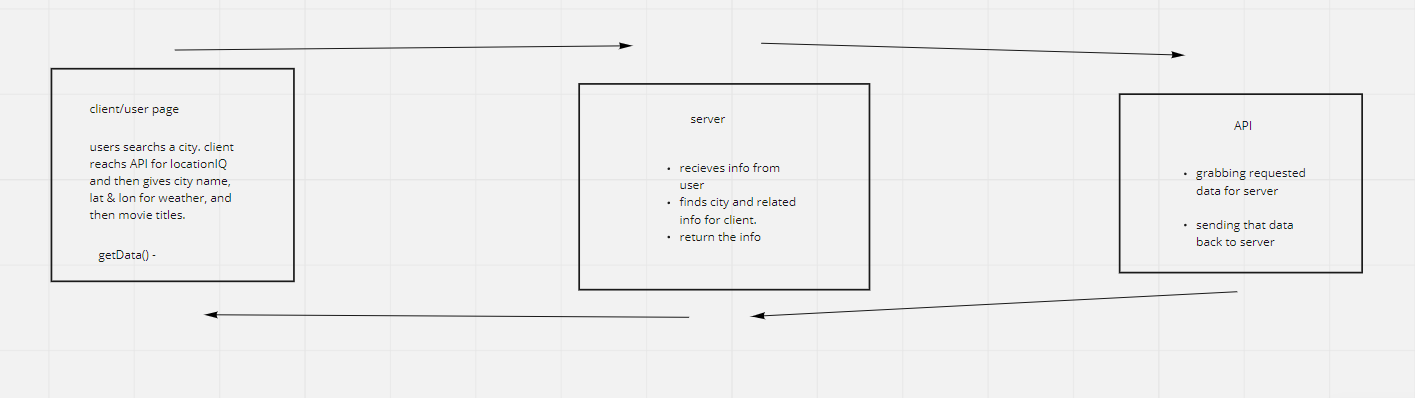 client/user page
users searchs a city. client
reachs API for locationIQ
and then gives city name,
lat & lon for weather, and
then movie titles.
getData() -
server
• recieves info from
user
• finds city and related
info for client.
• return the info
API
• grabbing requested
data for server
• sending that data
back to server